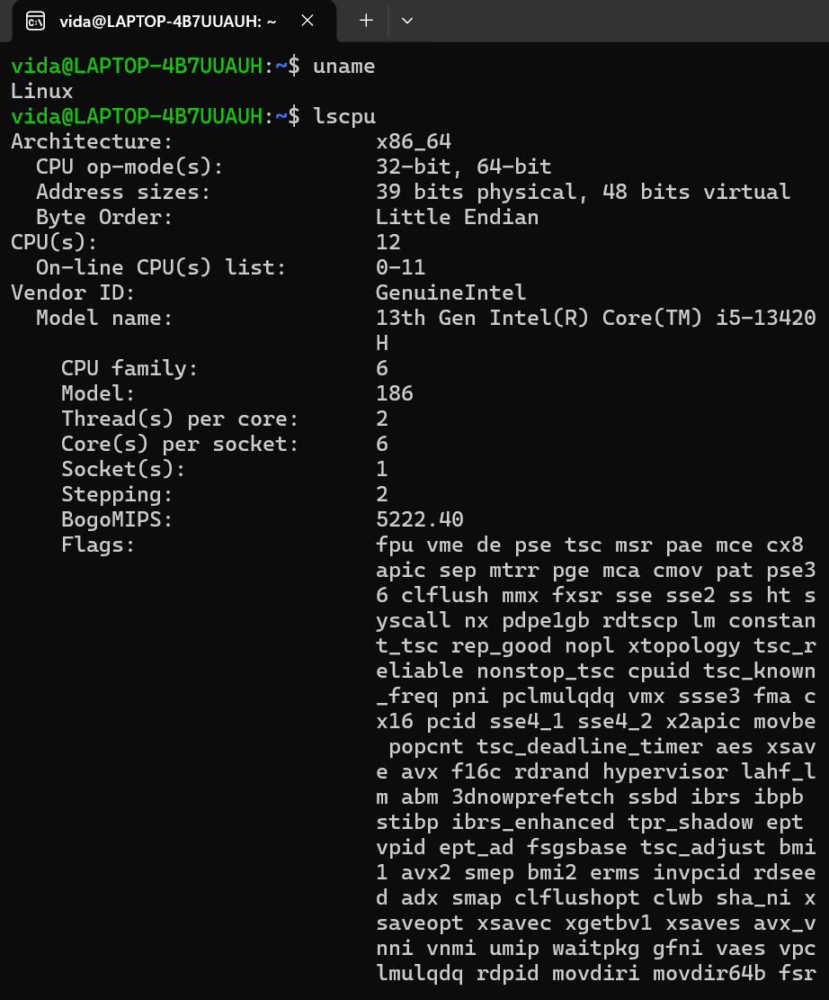 vida@LAPTOP-4B7UUAUH: ~
vida@LAPTOP-4B7UUAUH:~$ uname
Linux
vida@LAPTOP-4B7UUAUH:~$ lscpu
Architecture: x86_64
CPU op-mode(s): 32-bit, 64-bit
Address sizes: 39 bits physical, 48 bits virtual
Byte Order: Little Endian
CPU(s): 12
On-line CPU(s) list: 0-11
Vendor ID: GenuineIntel
Model name: 13th Gen Intel(R) Core(TM) i5-13420
H
CPU family: 6
Model: 186
Thread(s) per core: 2
Core(s) per socket: 6
Socket(s): 1
Stepping: 2
BogoMIPS: 5222.40
Flags: fpu vme de pse tsc msr pae mce cx8
apic sep mtrr pge mca cmov pat pse3
6 clflush mmx fxsr sse sse2 ss ht s
yscall nx pdpe1gb rdtscp lm constan
t_tsc rep_good nopl xtopology tsc_r
eliable nonstop_tsc cpuid tsc_known
_freq pni pclmulqdq vmx ssse3 fma c
x16 pcid sse4_1 sse4_2 x2apic movbe
popcnt tsc_deadline_timer aes xsav
e avx f16c rdrand hypervisor lahf_l
m abm 3dnowprefetch ssbd ibrs ibpb
stibp ibrs_enhanced tpr_shadow ept
vpid ept_ad fsgsbase tsc_adjust bmi
1 avx2 smep bmi2 erms invpcid rdsee
d adx smap clflushopt clwb sha_ni x
saveopt xsavec xgetbv1 xsaves avx_v
nni vnmi umip waitpkg gfni vaes vpc
lmulqdq rdpid movdiri movdir64b fsr